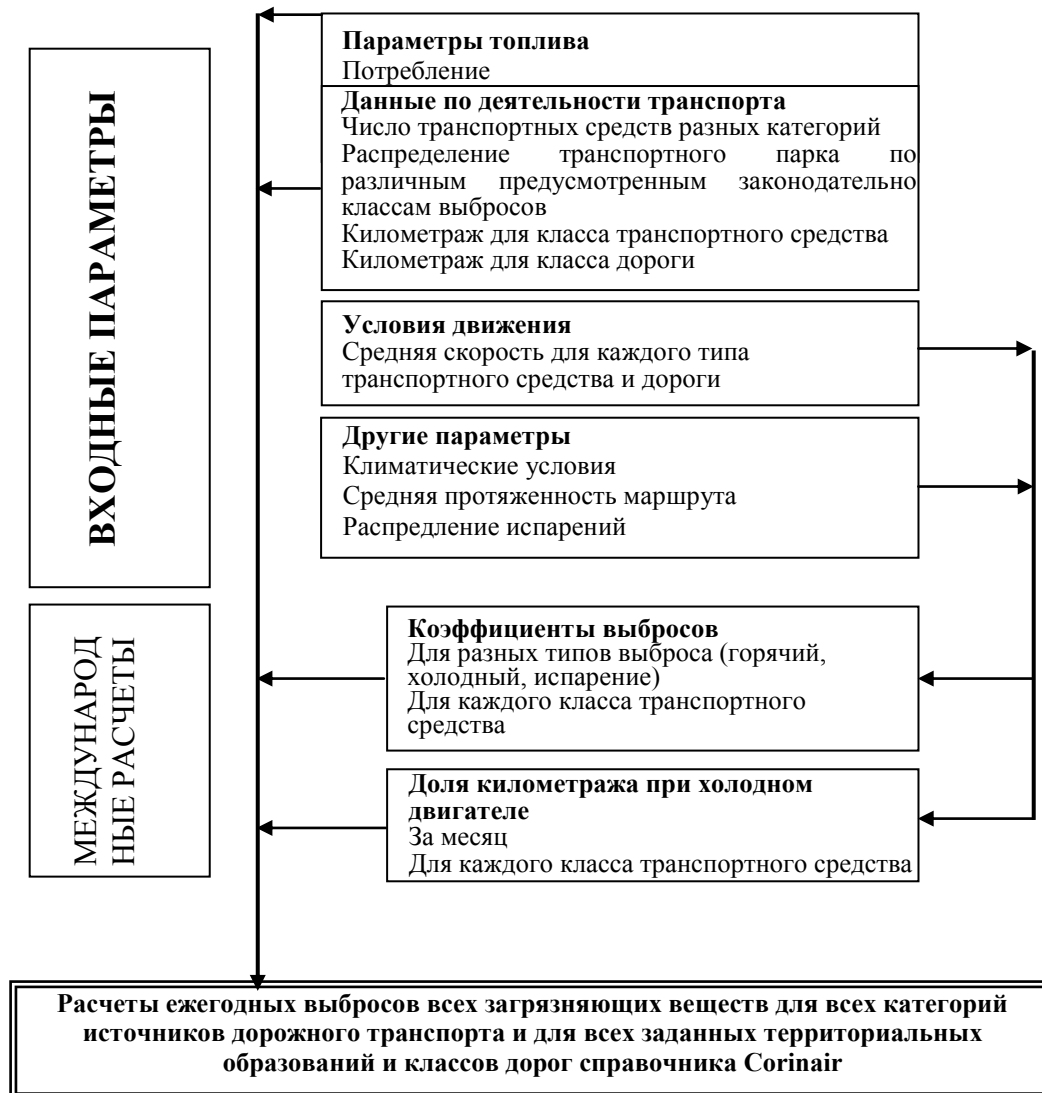 ВХОДНЫЕ ПАРАМЕТРЫ
Параметры топлива
Потребление
Данные по деятельности транспорта
Число транспортных средств разных категорий
Распределение транспортного парка по
различным предусмотренным законодательно
классам выбросов
Километраж для класса транспортного средства
Километраж для класса дороги
Условия движения
Средняя скорость для каждого типа
транспортного средства и дороги
Другие параметры
Климатические условия
Средняя протяженность маршрута
Распредление испарений
МЕЖДУНАРОД
НЫЕ РАСЧЕТЫ
Коэффициенты выбросов
Для разных типов выброса (горячий,
холодный, испарение)
Для каждого класса транспортного
средства
Доля километража при холодном
двигателе
За месяц
Для каждого класса транспортного средства
Расчеты ежегодных выбросов всех загрязняющих веществ для всех категорий
источников дорожного транспорта и для всех заданных территориальных
образований и классов дорог справочника Corinair